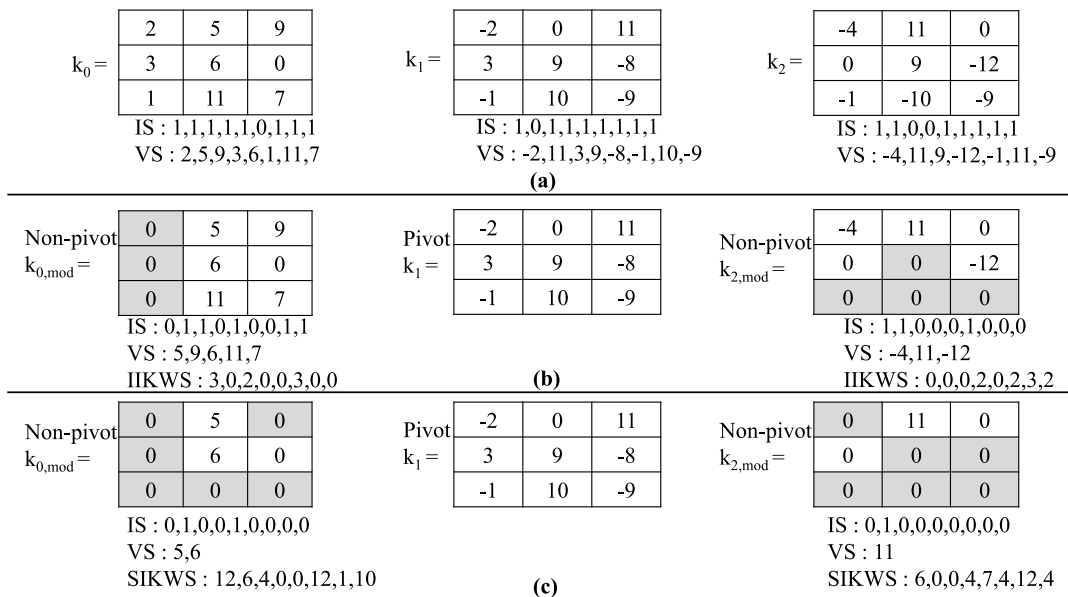 k0 =
2 5 9
3 6 0
1 11 7
IS : 1,1,1,1,1,0,1,1,1
VS : 2,5,9,3,6,1,11,7
k1 =
-2 0 11
3 9 -8
-1 10 -9
IS : 1,0,1,1,1,1,1,1,1
VS : -2,11,3,9,-8,-1,10,-9
k2 =
-4 11 0
0 9 -12
-1 -10 -9
IS : 1,1,0,0,1,1,1,1,1
VS : -4,11,9,-12,-1,11,-9
(a)
Non-pivot
k0,mod =
0 5 9
0 6 0
0 11 7
IS : 0,1,1,0,1,0,0,1,1
VS : 5,9,6,11,7
IIKWS : 3,0,2,0,0,3,0,0
Pivot
k1 =
-2 0 11
3 9 -8
-1 10 -9
Non-pivot
k2,mod =
-4 11 0
0 0 -12
0 0 0
IS : 1,1,0,0,0,1,0,0,0
VS : -4,11,-12
IIKWS : 0,0,0,2,0,2,3,2
(b)
Non-pivot
k0,mod =
0 5 0
0 6 0
0 0 0
IS : 0,1,0,0,1,0,0,0,0
VS : 5,6
SIKWS : 12,6,4,0,0,12,1,10
Pivot
k1 =
-2 0 11
3 9 -8
-1 10 -9
Non-pivot
k2,mod =
0 11 0
0 0 0
0 0 0
IS : 0,1,0,0,0,0,0,0,0
VS : 11
SIKWS : 6,0,0,4,7,4,12,4
(c)